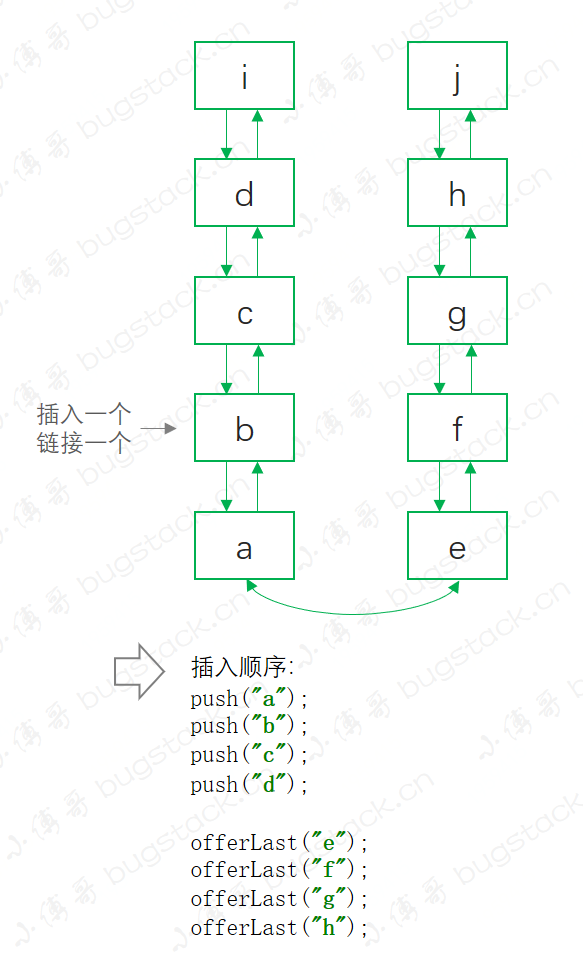 i
j
d
h
c
g
插入一个
链接一个
b
f
a
e
插入顺序:
push("a");
push("b");
push("c");
push("d");
offerLast("e");
offerLast("f");
offerLast("g");
offerLast("h");
小傅哥 bugstack.cn